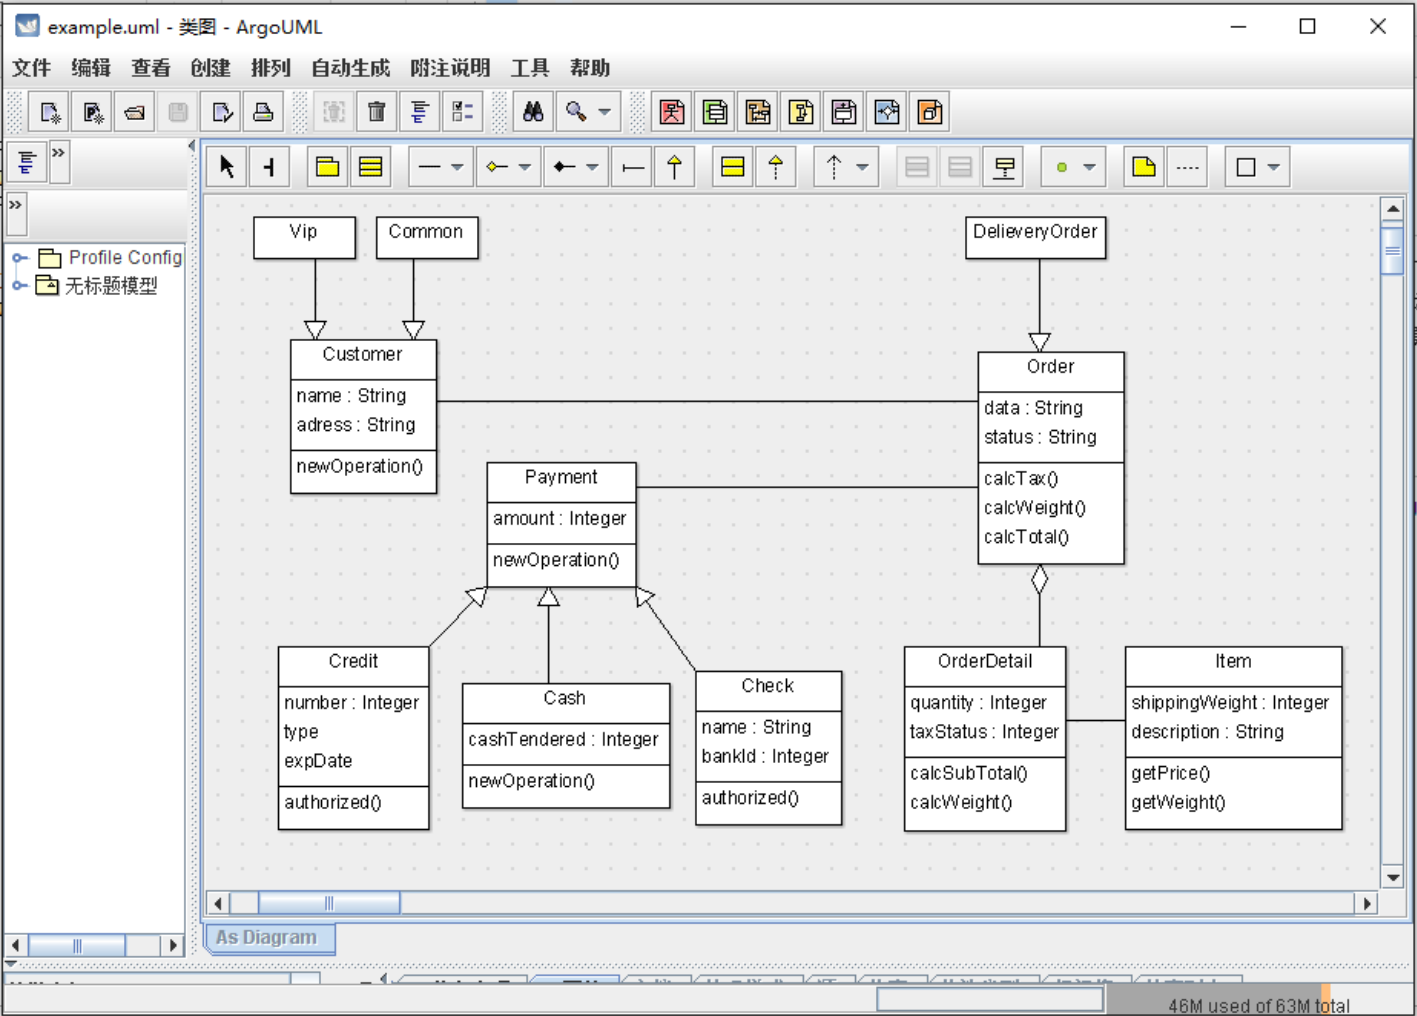 example.uml - 类图 - ArgoUML
文件 编辑 查看 创建 排列 自动生成 附注说明 工具 帮助
Profile Config
无标题模型
Vip
Common
DelieveryOrder
Customer
name : String
adress : String
newOperation()
Order
data : String
status : String
calcTax()
calcWeight()
calcTotal()
Payment
amount : Integer
newOperation()
Credit
number : Integer
type
expDate
authorized()
Cash
cashTendered : Integer
newOperation()
Check
name : String
bankId : Integer
authorized()
OrderDetail
quantity : Integer
taxStatus : Integer
calcSubTotal()
calcWeight()
Item
shippingWeight : Integer
description : String
getPrice()
getWeight()
As Diagram
46M used of 63M total